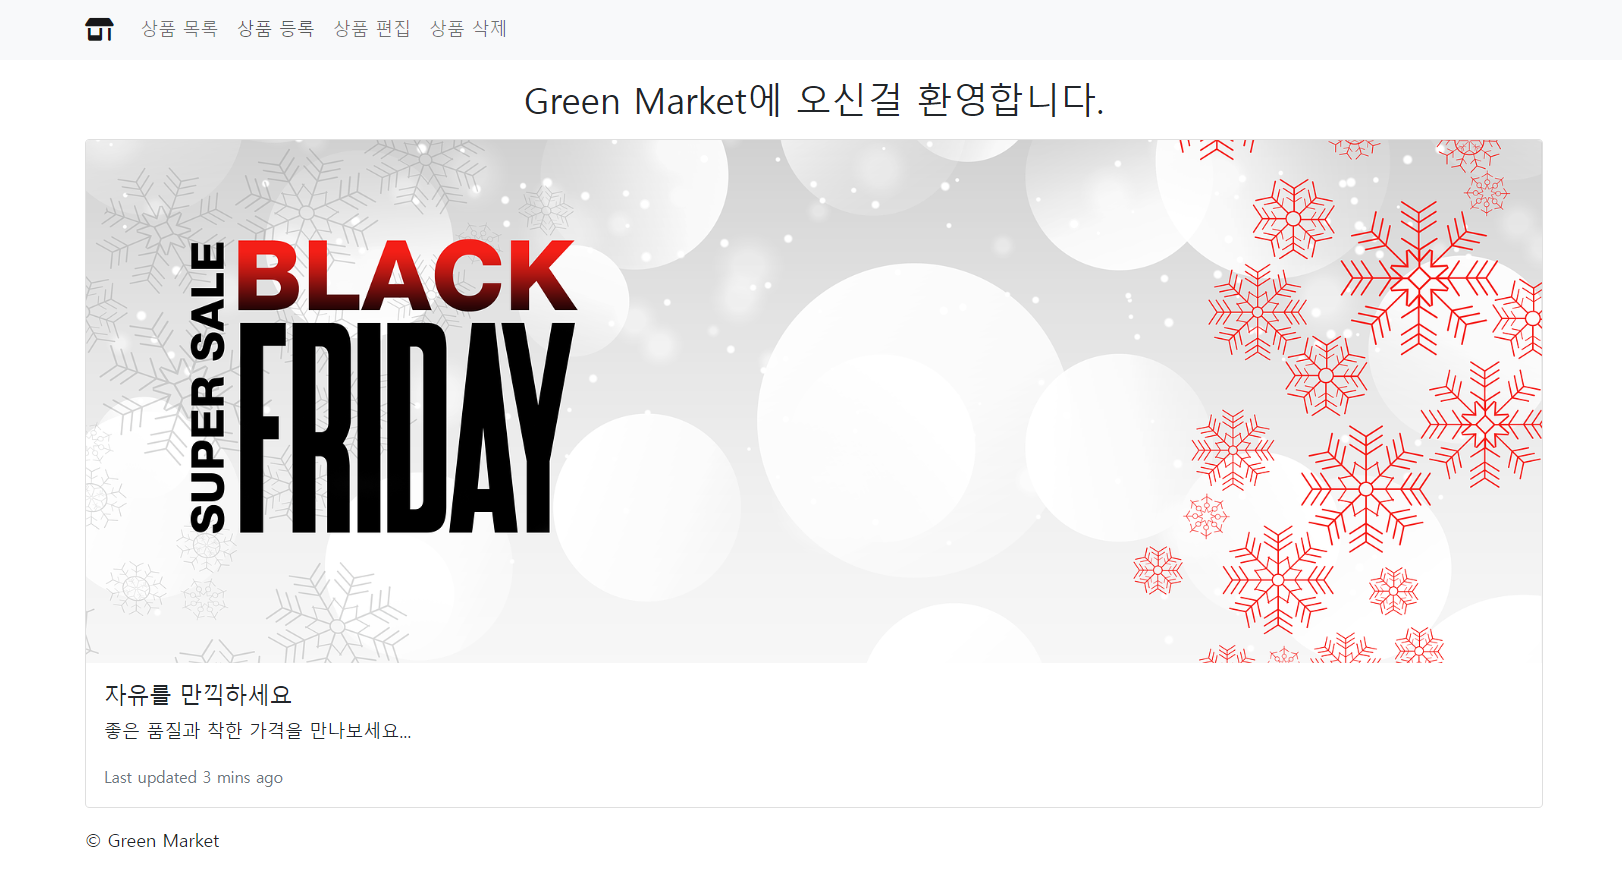 상품 목록 상품 등록 상품 편집 상품 삭제
Green Market에 오신걸 환영합니다.
SUPER SALE
BLACK
FRIDAY
자유를 만끽하세요
좋은 품질과 착한 가격을 만나보세요...
Last updated 3 mins ago
© Green Market